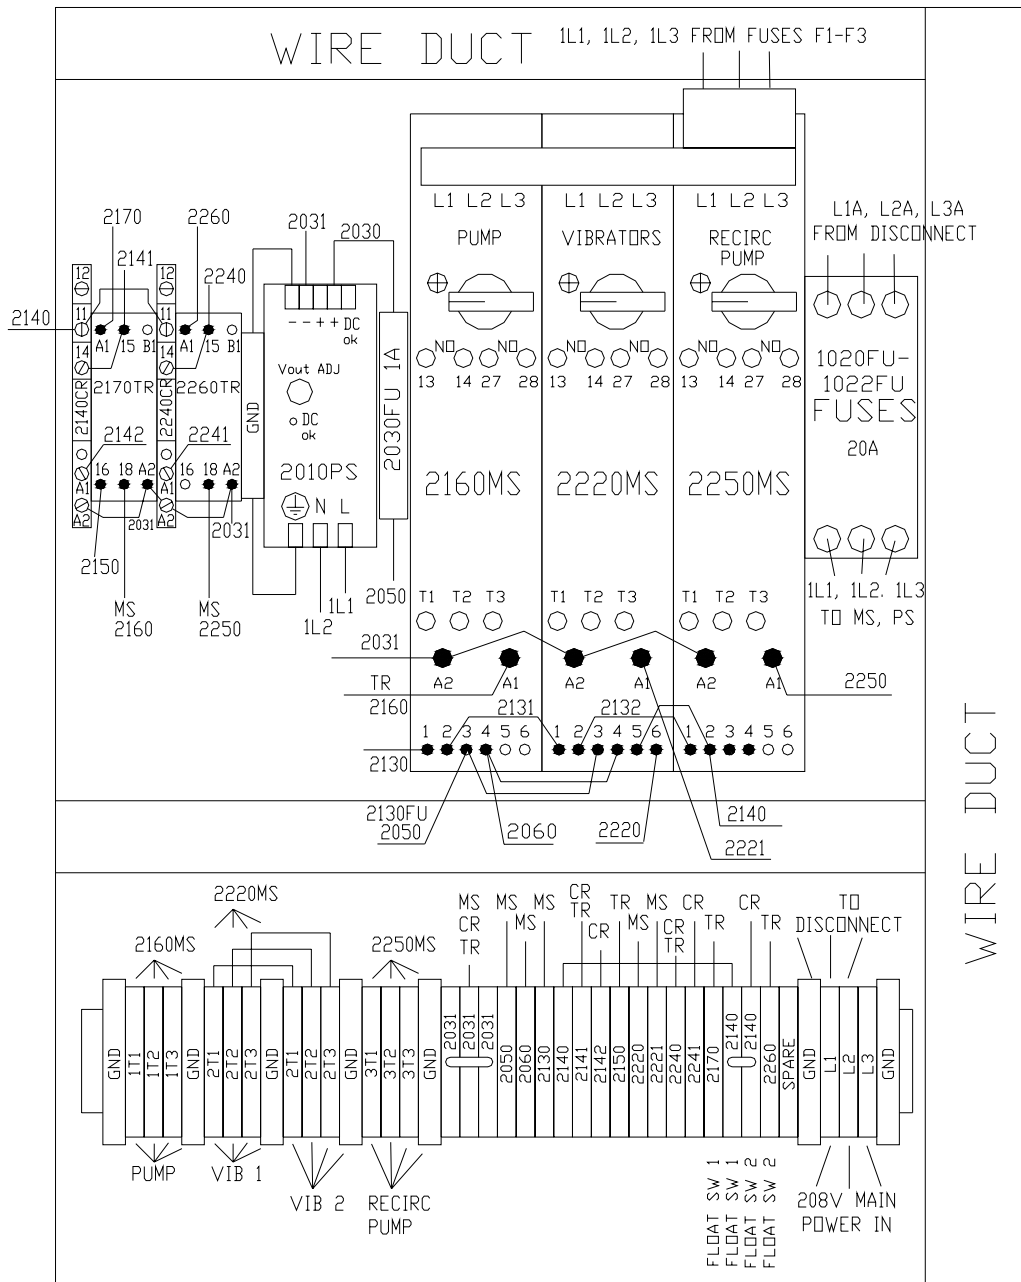 WIRE DUCT
1L1, 1L2, 1L3 FROM FUSES F1-F3
L1 L2 L3
L1 L2 L3
L1 L2 L3
PUMP
VIBRATORS
RECIRC
PUMP
L1A, L2A, L3A
FROM DISCONNECT
2170
2260
2031
2030
2141
2240
12
12
2140
11
11
A1 15 B1
A1 15 B1
14
14
2170TR
2260TR
2140CR
2240CR
GND
--++ DC
ok
Vout ADJ
DC
ok
2010PS
N L
2030FU 1A
NO
NO
NO
NO
NO
NO
13 14 27 28
13 14 27 28
13 14 27 28
1020FU-
1022FU
FUSES
20A
2160MS
2220MS
2250MS
2142
2241
16 18 A2
16 18 A2
A1
A1
A2
A2
2031
2031
2150
MS
2160
MS
2250
1L2
1L1
2050
1L1, 1L2. 1L3
TO MS, PS
T1 T2 T3
T1 T2 T3
T1 T2 T3
2031
A2 A1
A2 A1
A2 A1
TR
2160
2250
2131
2132
1 2 3 4 5 6
1 2 3 4 5 6
1 2 3 4 5 6
2130
2130FU
2050
2060
2220
2140
2221
WIRE DUCT
2220MS
2160MS
2250MS
MS
CR
TR
MS
MS
MS
CR
TR
CR
TR
MS
MS
CR
TR
CR
TR
CR
TR
TO
DISCONNECT
GND
1T1
1T2
1T3
GND
2T1
2T2
2T3
GND
2T1
2T2
2T3
GND
3T1
3T2
3T3
GND
2031
2031
2031
2050
2060
2130
2140
2141
2142
2150
2220
2221
2240
2241
2170
2140
2140
2260
SPARE
GND
L1
L2
L3
GND
PUMP
VIB 1
VIB 2
RECIRC
PUMP
FLOAT SW 1
FLOAT SW 1
FLOAT SW 2
FLOAT SW 2
208V MAIN
POWER IN